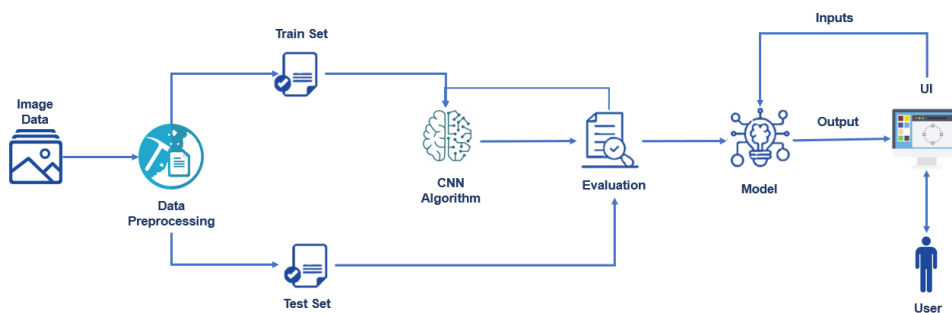 Inputs
Train Set
UI
Image
Data
Output
CNN
Algorithm
Evaluation
Model
Data
Preprocessing
Test Set
User